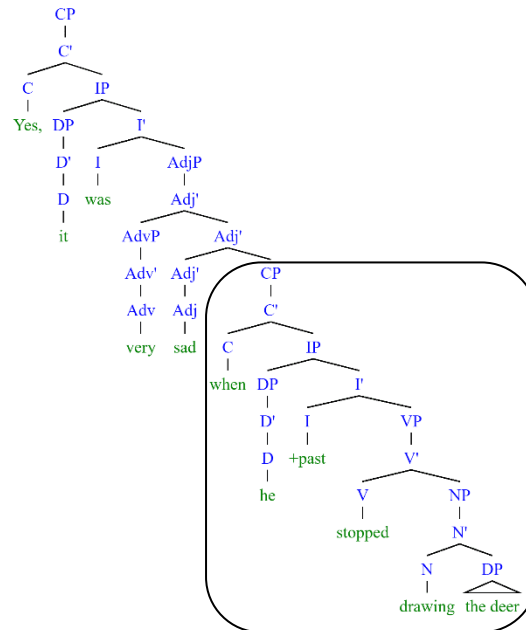 CP
C'
C IP
Yes, DP I'
D' I AdjP
D was Adj'
it AdvP Adj'
Adv' Adj' CP
Adv Adj C'
very sad C IP
when DP I'
D' I VP
D +past V'
he V NP
stopped N'
N DP
drawing the deer